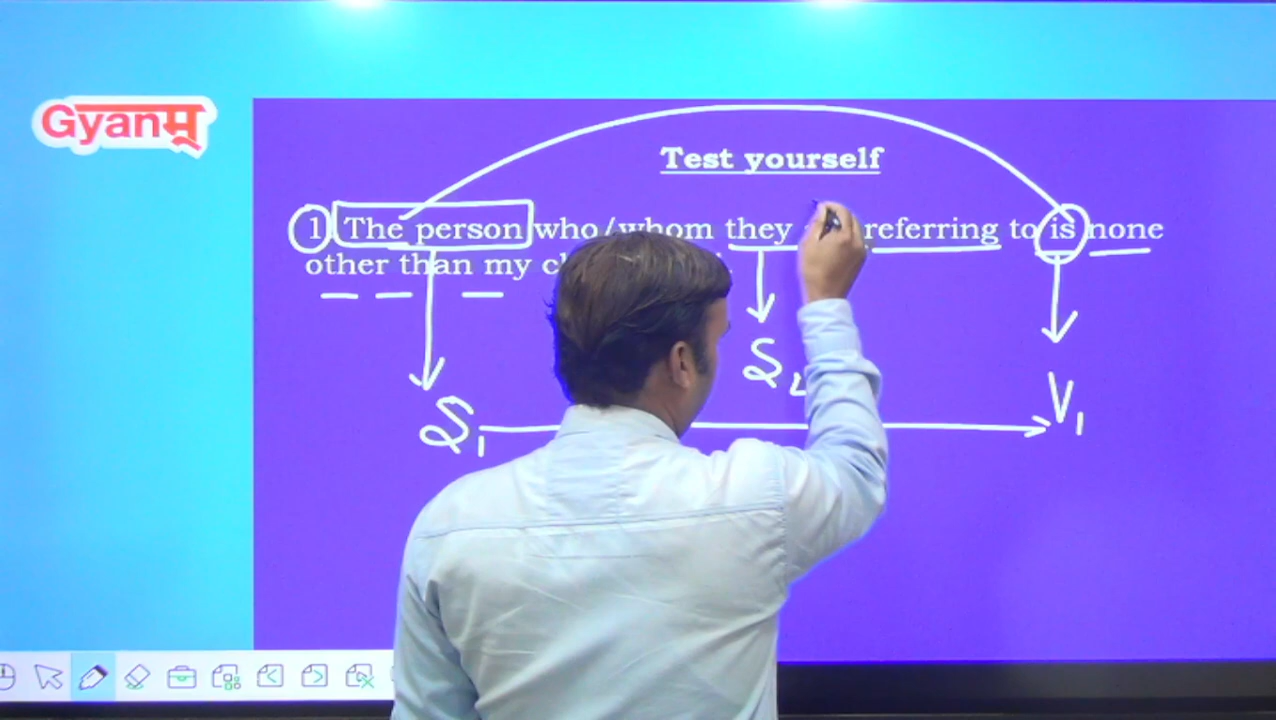 Gyanम्
Test yourself
1 The person who/whom they referring to is none
other than my
S₁
S₂
V₁